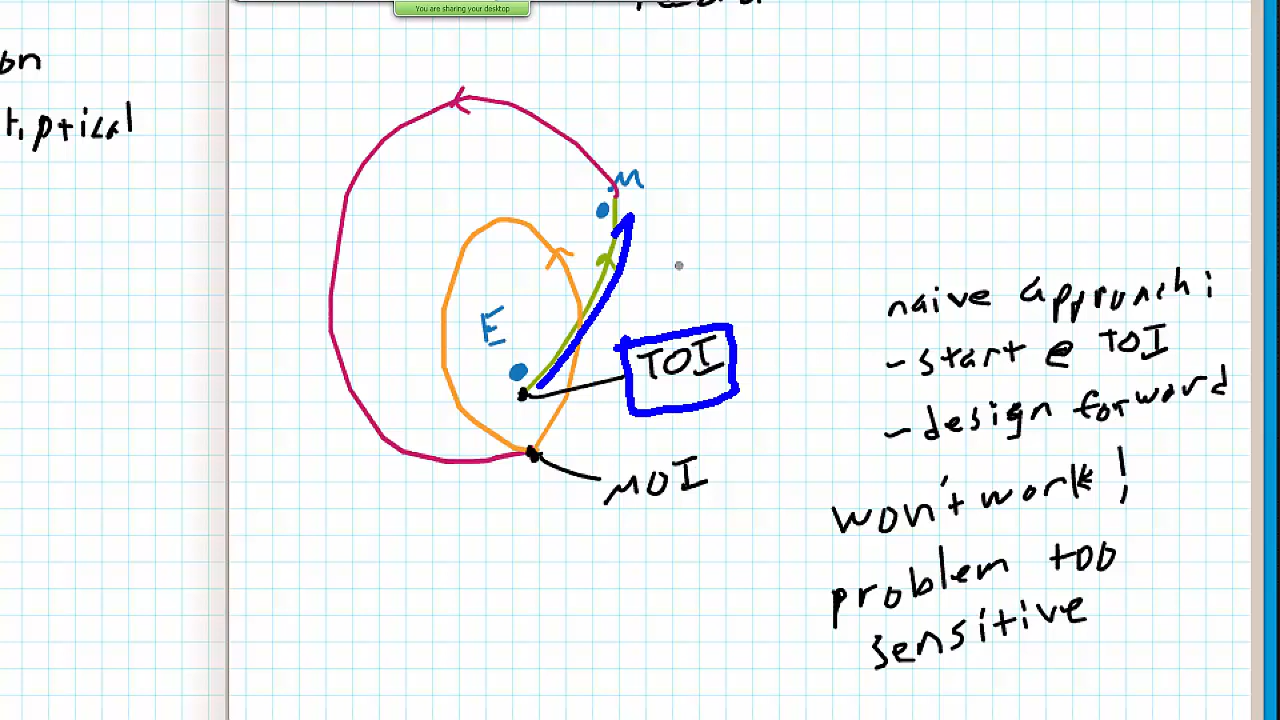 You are sharing your desktop
on
M
E
TOI
MOI
naive approach:
- start @ TOI
- design forward
won't work!
problem too
sensitive